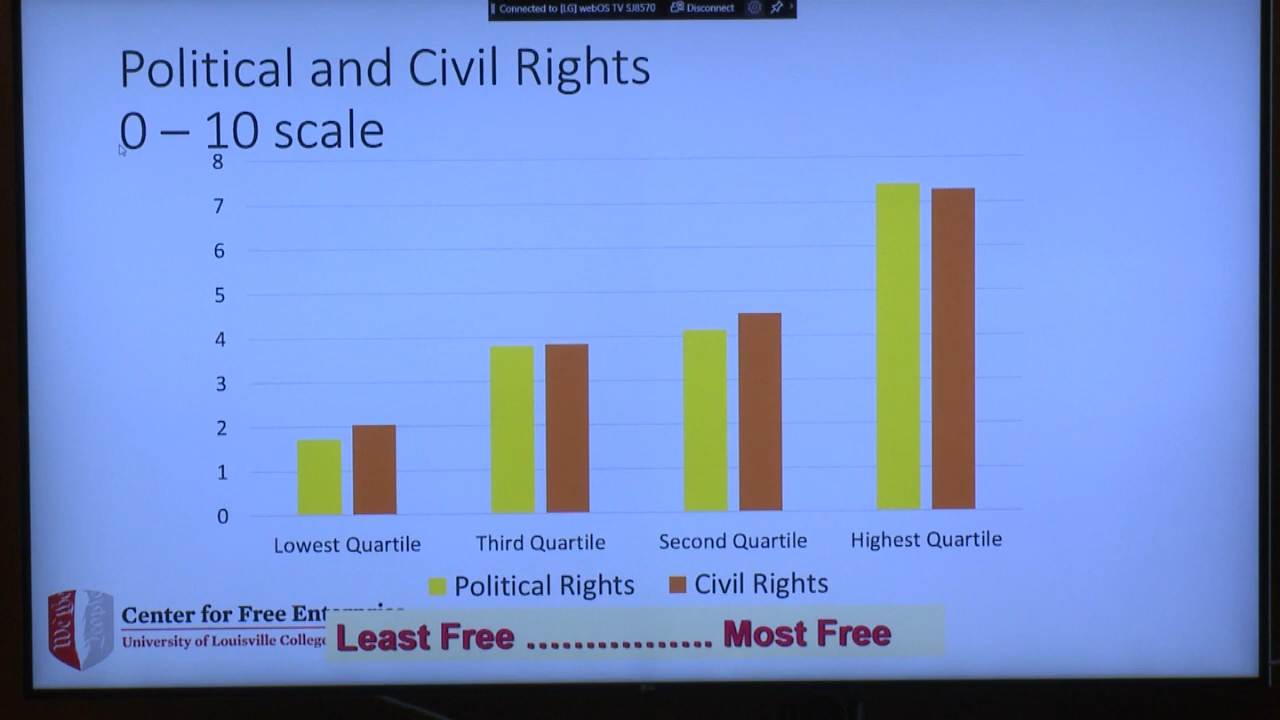 Connected to [LG] webOS TV SJ8570 Disconnect
Political and Civil Rights
0 – 10 scale
8
7
6
5
4
3
2
1
0
Lowest Quartile Third Quartile Second Quartile Highest Quartile
Political Rights Civil Rights
Center for Free
University of Louisville College
Least Free ................ Most Free